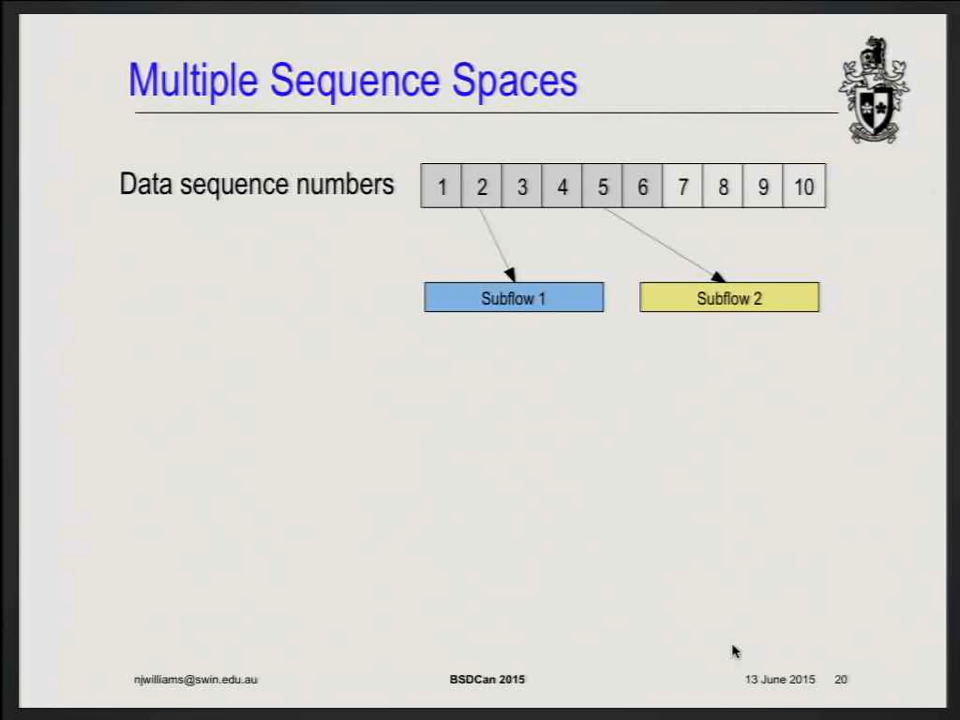 Multiple Sequence Spaces
Data sequence numbers 1 2 3 4 5 6 7 8 9 10
Subflow 1 Subflow 2
njwilliams@swin.edu.au BSDCan 2015 13 June 2015 20